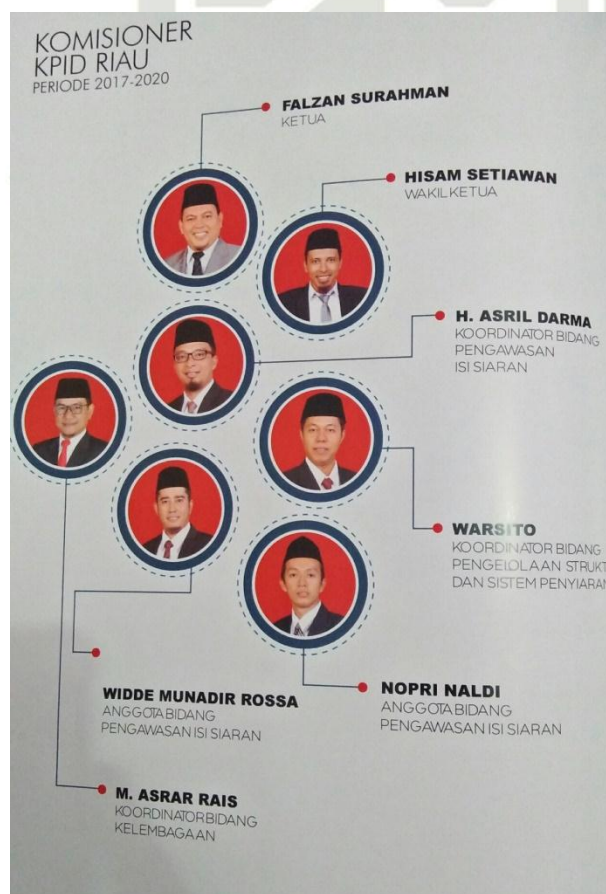 KOMISIONER
KPID RIAU
PERIODE 2017-2020
FALZAN SURAHMAN
KETUA
HISAM SETIAWAN
WAKIL KETUA
H. ASRIL DARMA
KOORDINATOR BIDANG
PENGAWASAN
ISI SIARAN
WARSITO
KOORDINATOR BIDANG
PENGELOLAAN STRUKT
DAN SISTEM PENYIARAN
WIDDE MUNADIR ROSSA
ANGGOTA BIDANG
PENGAWASAN ISI SIARAN
NOPRI NALDI
ANGGOTA BIDANG
PENGAWASAN ISI SIARAN
M. ASRAR RAIS
KOORDINATOR BIDANG
KELEMBAGAAN